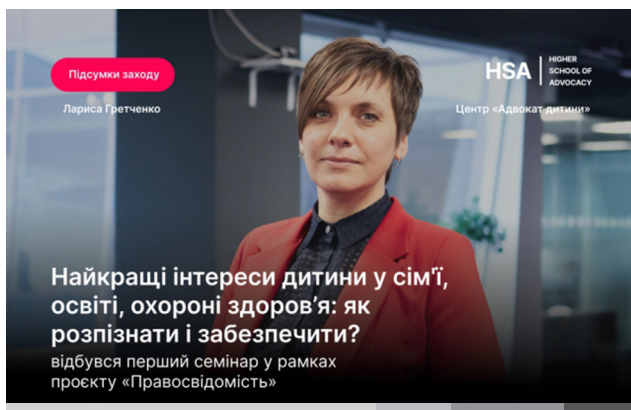 Підсумки заходу
Лариса Гретченко
HSA
HIGHER
SCHOOL OF
ADVOCACY
Центр «Адвокат дитини»
Найкращі інтереси дитини у сім'ї,
освіті, охороні здоров’я: як
розпізнати і забезпечити?
відбувся перший семінар у рамках
проєкту «Правосвідомість»